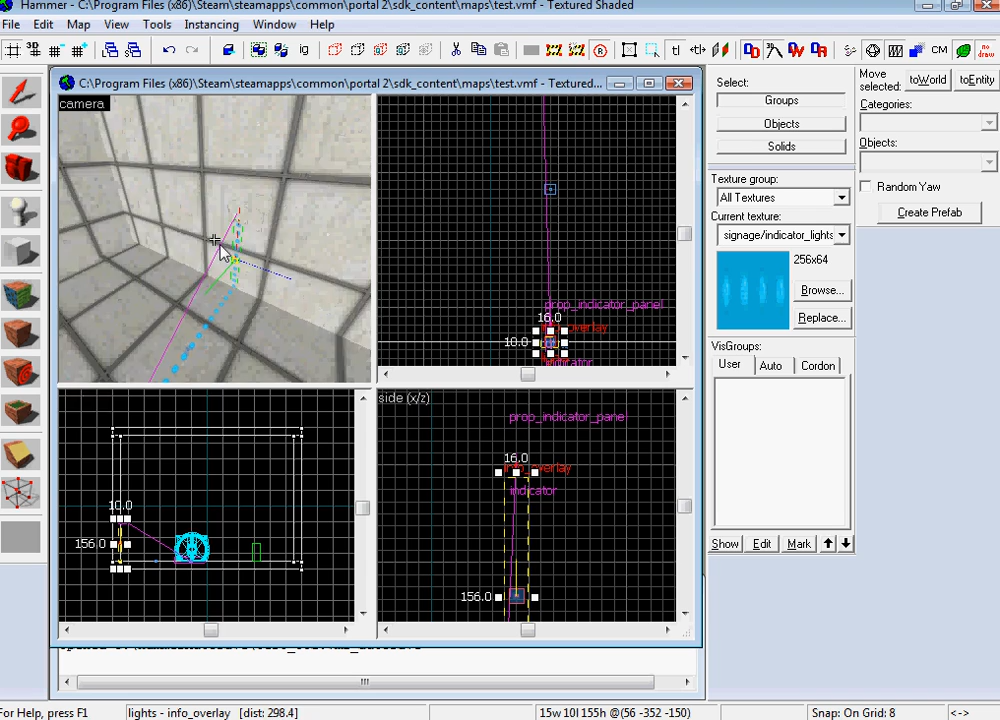 Hammer - C:\Program Files (x86)\Steam\steamapps\common\portal 2\sdk_content\maps\test.vmf - Textured Shaded
File Edit Map View Tools Instancing Window Help
3D ig tl CM no draw
C:\Program Files (x86)\Steam\steamapps\common\portal 2\sdk_content\maps\test.vmf - Textured...
camera
prop_indicator_panel
16.0
10.0
indicator
side (x/z)
prop_indicator_pane
16.0
info_overlay
indicator
156.0
10.0
156.0
Select:
Groups
Objects
Solids
Texture group:
All Textures
Current texture:
signage/indicator_lights
256x64
Browse...
Replace...
VisGroups:
User Auto Cordon
Show Edit Mark
Move selected:
toWorld toEntity
Categories:
Objects:
Random Yaw
Create Prefab
For Help, press F1
lights - info_overlay [dist: 298.4]
15w 10l 155h @(56 -352 -150)
Snap: On Grid: 8
<->